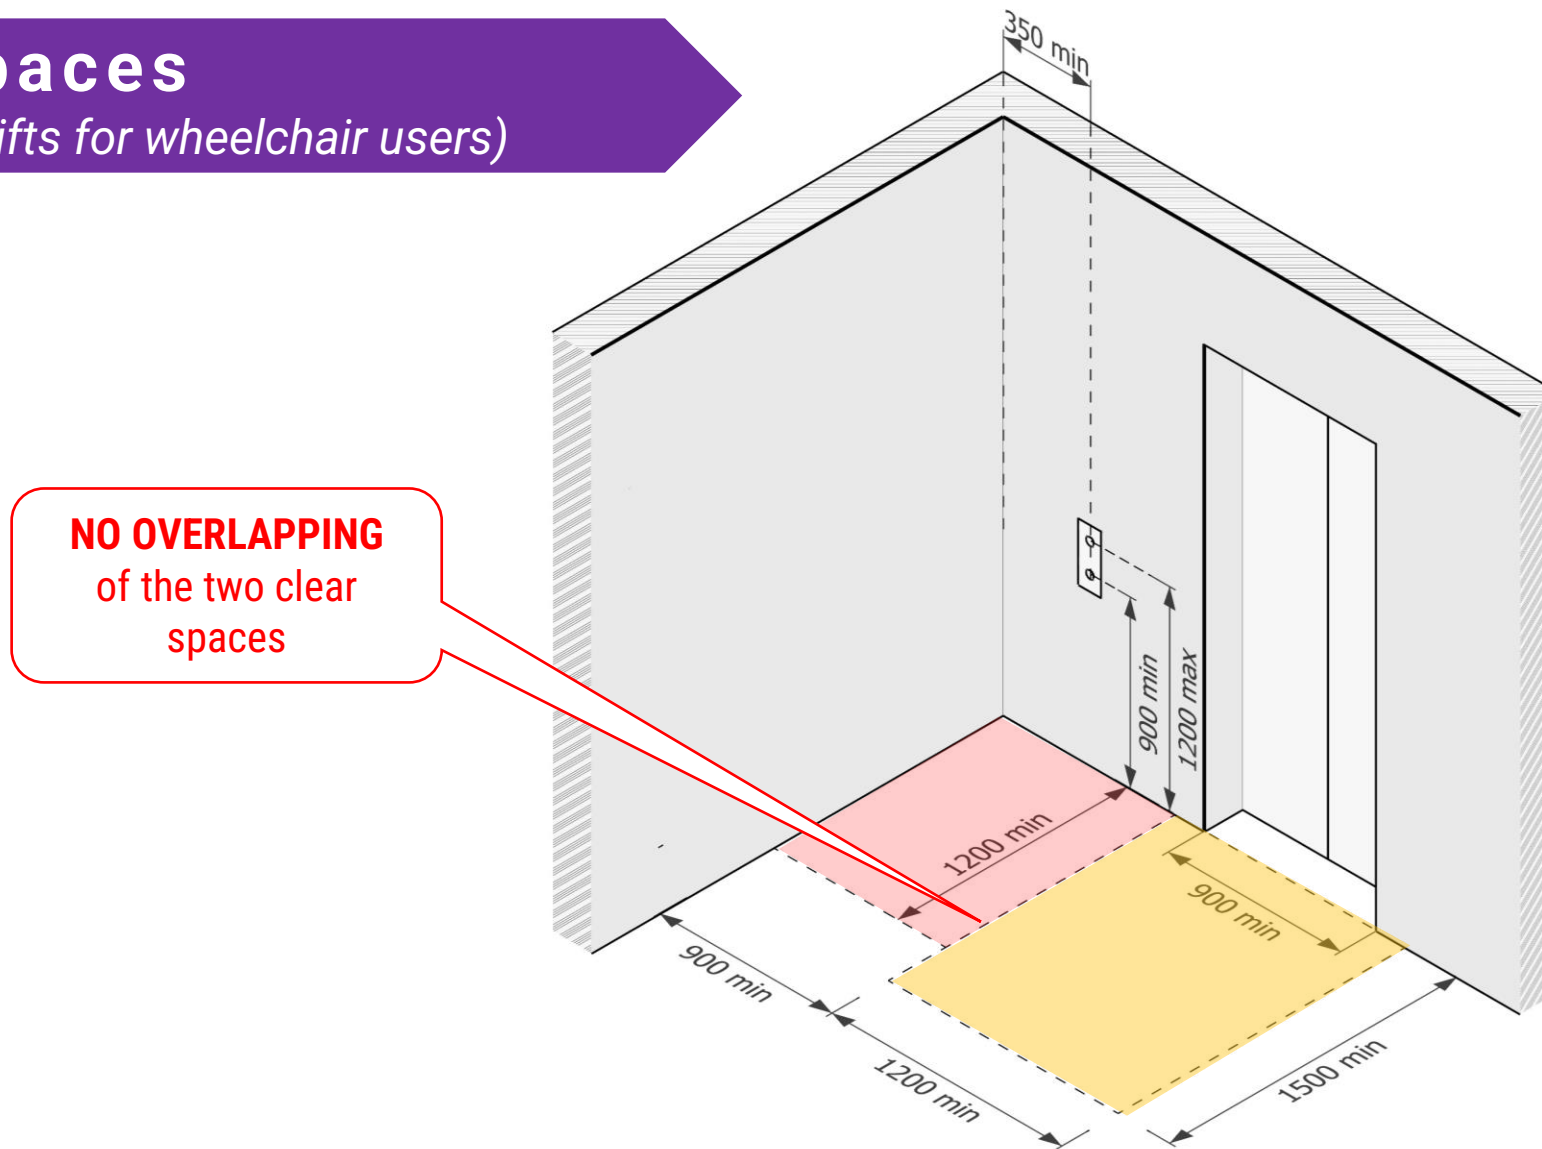 paces
ifts for wheelchair users)
350 min
NO OVERLAPPING
of the two clear
spaces
900 min
1200 max
1200 min
900 min
900 min
1200 min
1500 min